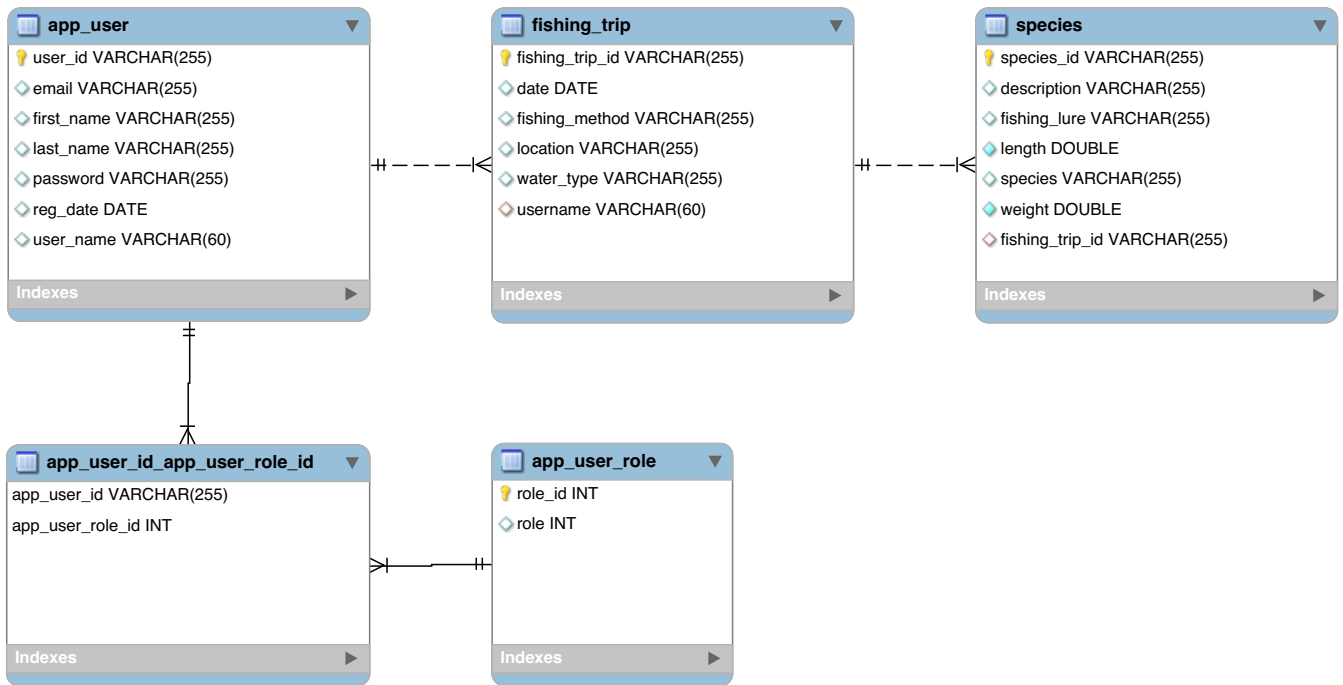 app_user
user_id VARCHAR(255)
email VARCHAR(255)
first_name VARCHAR(255)
last_name VARCHAR(255)
password VARCHAR(255)
reg_date DATE
user_name VARCHAR(60)
Indexes
fishing_trip
fishing_trip_id VARCHAR(255)
date DATE
fishing_method VARCHAR(255)
location VARCHAR(255)
water_type VARCHAR(255)
username VARCHAR(60)
Indexes
species
species_id VARCHAR(255)
description VARCHAR(255)
fishing_lure VARCHAR(255)
length DOUBLE
species VARCHAR(255)
weight DOUBLE
fishing_trip_id VARCHAR(255)
Indexes
app_user_id_app_user_role_id
app_user_id VARCHAR(255)
app_user_role_id INT
Indexes
app_user_role
role_id INT
role INT
Indexes